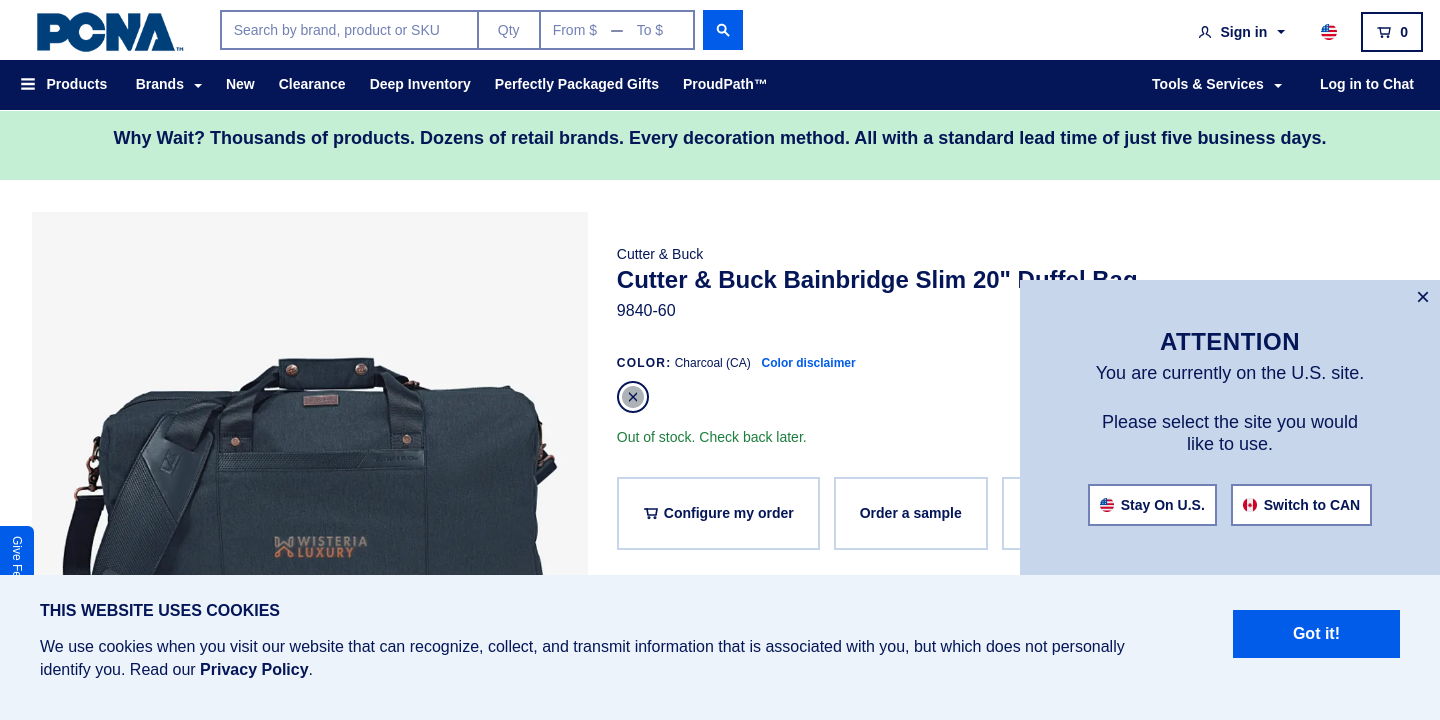 PCNA™
Search by brand, product or SKU
Qty
From $ — To $
Sign in
0
Products
Brands
New
Clearance
Deep Inventory
Perfectly Packaged Gifts
ProudPath™
Tools & Services
Log in to Chat
Why Wait? Thousands of products. Dozens of retail brands. Every decoration method. All with a standard lead time of just five business days.
Cutter & Buck
Cutter & Buck Bainbridge Slim 20" Duffel Bag
9840-60
COLOR: Charcoal (CA) Color disclaimer
Out of stock. Check back later.
Configure my order
Order a sample
WISTERIA
LUXURY
Give Fe
×
ATTENTION
You are currently on the U.S. site.
Please select the site you would
like to use.
Stay On U.S.
Switch to CAN
THIS WEBSITE USES COOKIES
We use cookies when you visit our website that can recognize, collect, and transmit information that is associated with you, but which does not personally
identify you. Read our Privacy Policy.
Got it!